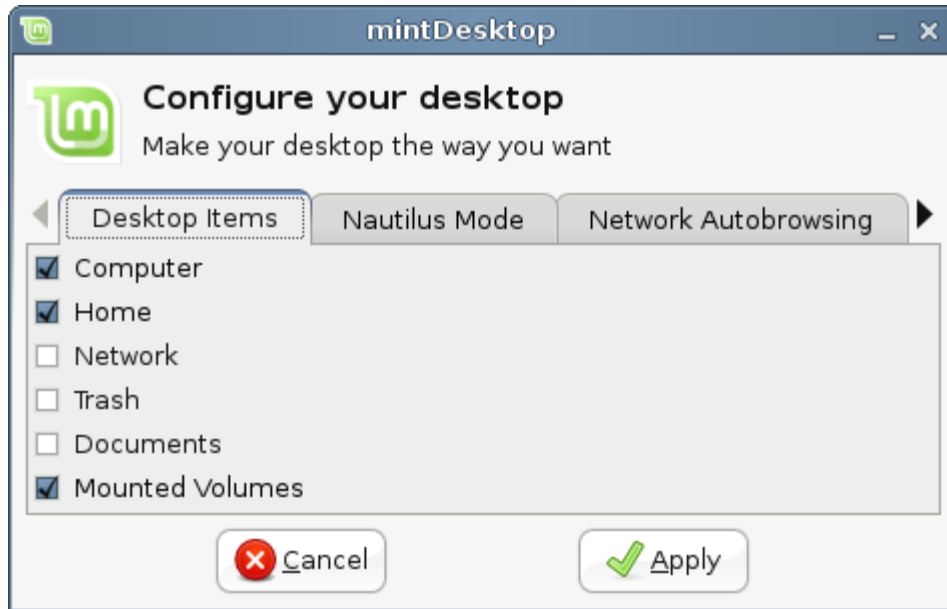 mintDesktop
Configure your desktop
Make your desktop the way you want
Desktop Items Nautilus Mode Network Autobrowsing
Computer
Home
Network
Trash
Documents
Mounted Volumes
Cancel Apply